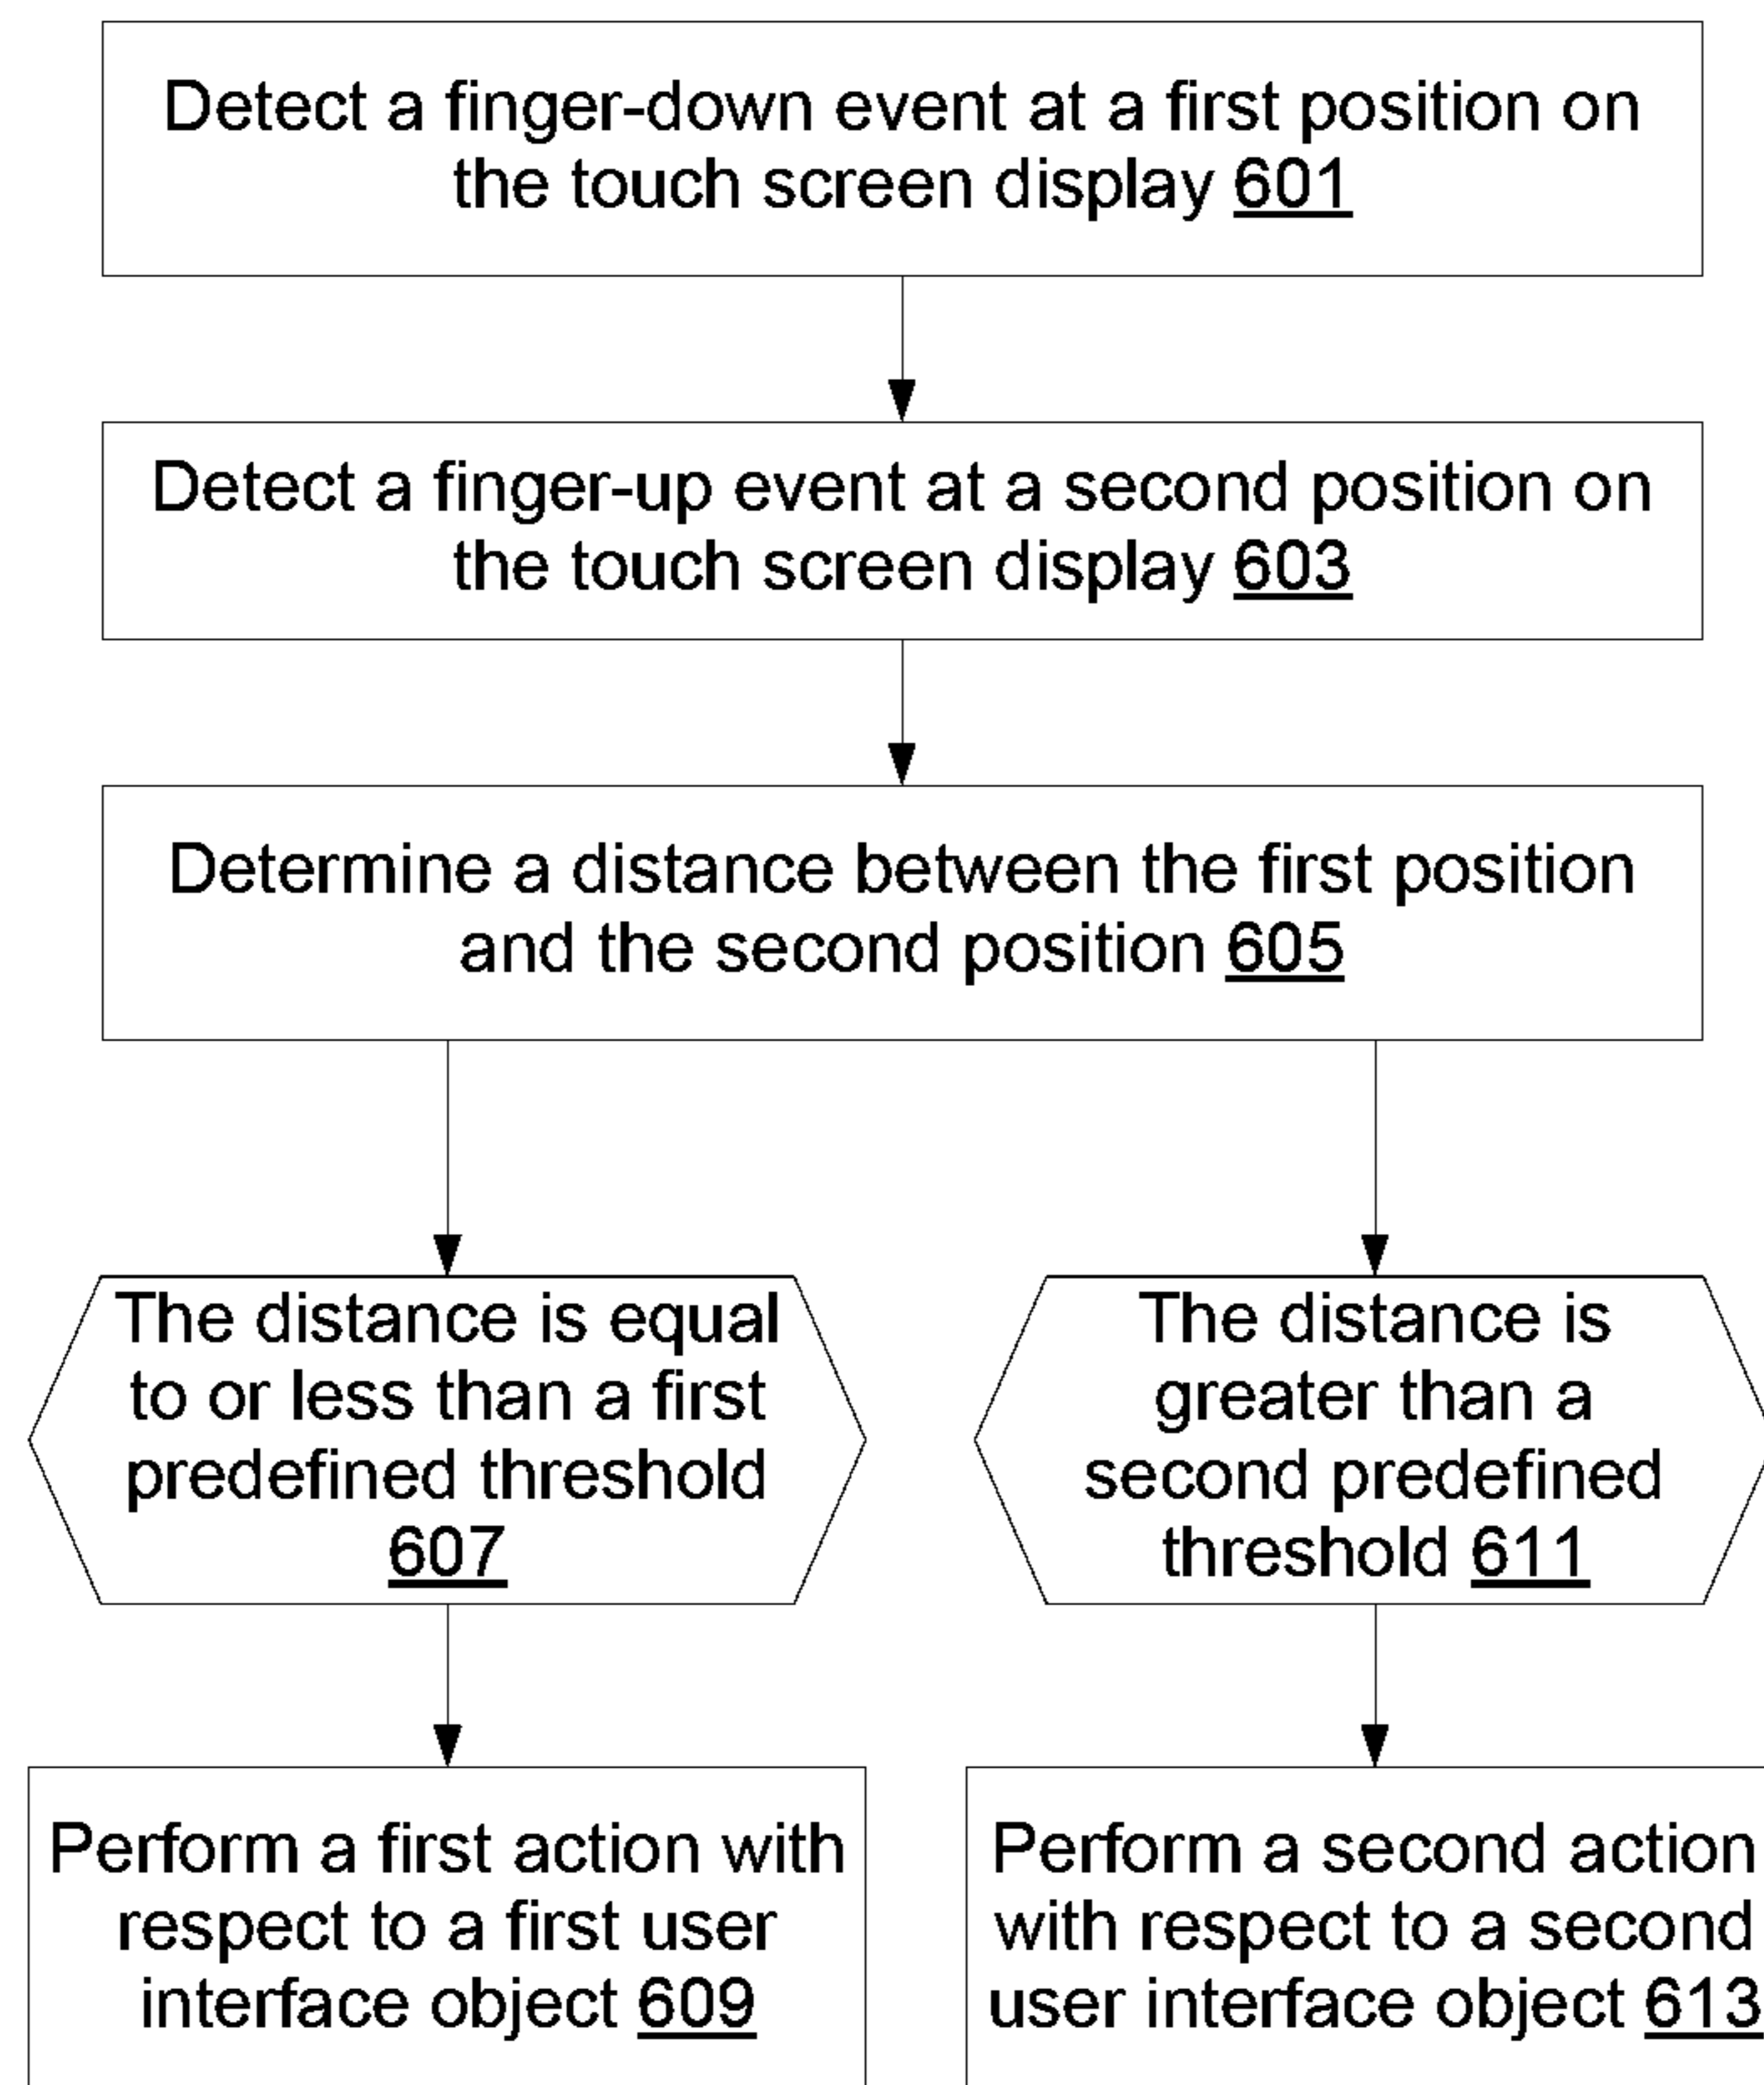 Detect a finger-down event at a first position on
the touch screen display 601
Detect a finger-up event at a second position on
the touch screen display 603
Determine a distance between the first position
and the second position 605
The distance is equal
to or less than a first
predefined threshold
607
The distance is
greater than a
second predefined
threshold 611
Perform a first action with
respect to a first user
interface object 609
Perform a second action
with respect to a second
user interface object 613